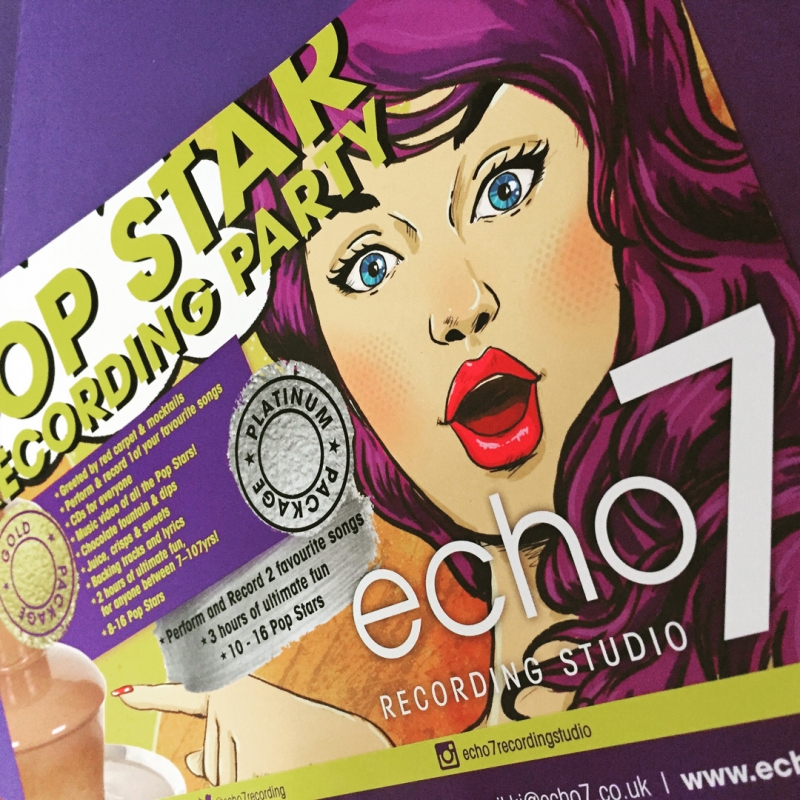 OP STAR
ECORDING PARTY
• Greeted by red carpet & mocktails
• Perform & record 1 of your favourite songs
• CDs for everyone
• Music video of all the Pop Stars!
• Chocolate fountain & dips
• Juice, crisps & sweets
• Backing tracks and lyrics
• 2 hours of ultimate fun,
for anyone between 7-107yrs!
• 8-16 Pop Stars
GOLD PACKAGE
PLATINUM PACKAGE
★ Perform and Record 2 favourite songs
★ 3 hours of ultimate fun
★ 10 - 16 Pop Stars
echo7
RECORDING STUDIO
echo7recordingstudio
@echo7recording
@echo7.co.uk | www.ech